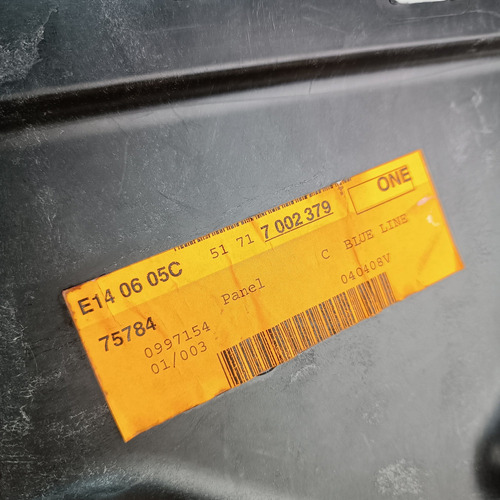 ONE
E14 06 05C 51 71 7 002 379
C BLUE LINE
75784 Panel 040408V
0997154
01/003